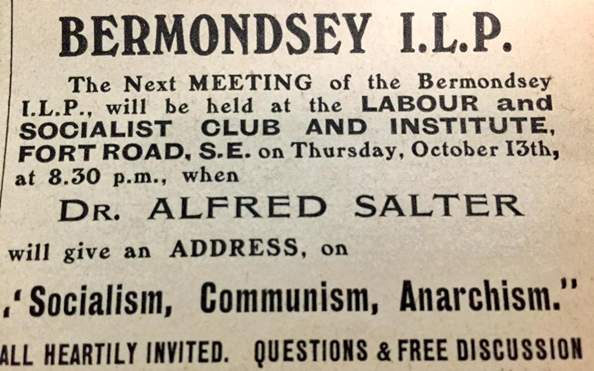 BERMONDSEY I.L.P.
The Next MEETING of the Bermondsey
I.L.P., will be held at the LABOUR and
SOCIALIST CLUB AND INSTITUTE,
FORT ROAD, S.E. on Thursday, October 13th,
at 8.30 p.m., when
DR. ALFRED SALTER
will give an ADDRESS, on
‘Socialism, Communism, Anarchism.”
ALL HEARTILY INVITED. QUESTIONS & FREE DISCUSSION